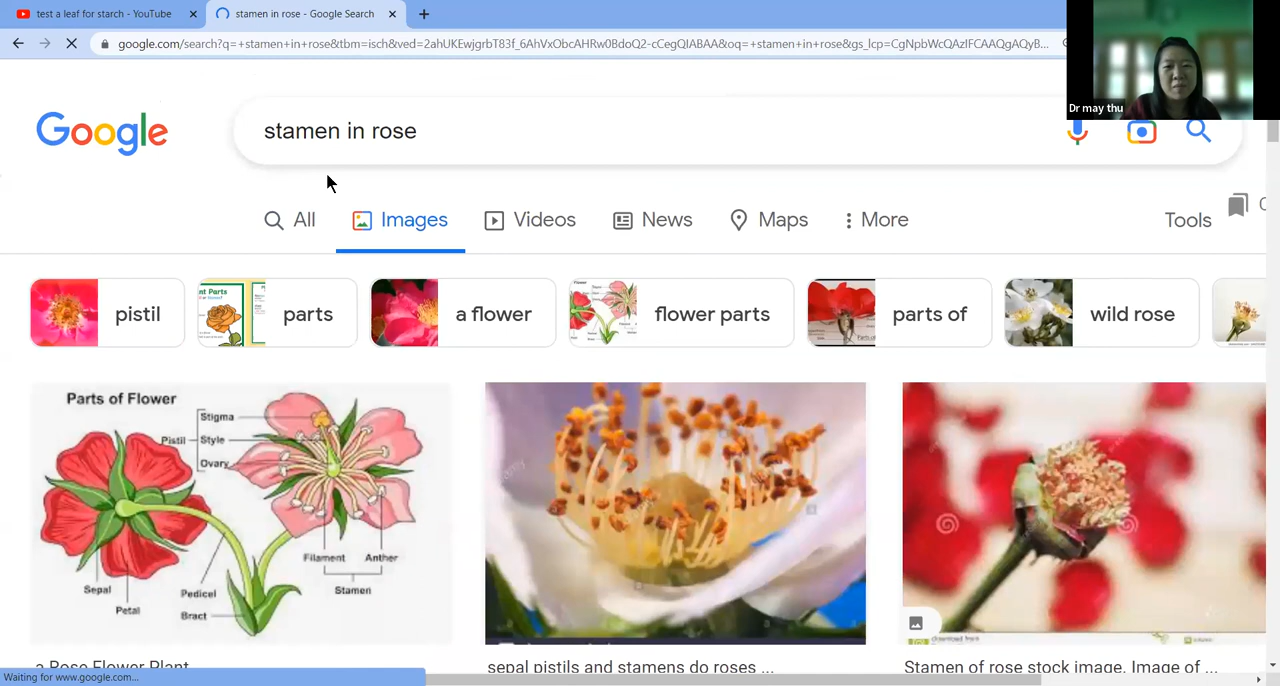 test a leaf for starch - YouTube
stamen in rose - Google Search
google.com/search?q=+stamen+in+rose&tbm=isch&ved=2ahUKEwjgrbT83f_6AhVxObcAHRw0BdoQ2-cCegQIABAA&oq=+stamen+in+rose&gs_lcp=CgNpbWcQAzIFCAAQgAQyB...
Dr may thu
Google
stamen in rose
All
Images
Videos
News
Maps
More
Tools
pistil
parts
a flower
flower parts
parts of
wild rose
Parts of Flower
Stigma
Pistil
Style
Ovary
Filament
Anther
Stamen
Sepal
Petal
Pedicel
Bract
a Rose Flower Plant
sepal pistils and stamens do roses ...
Stamen of rose stock image. Image of ...
Waiting for www.google.com...